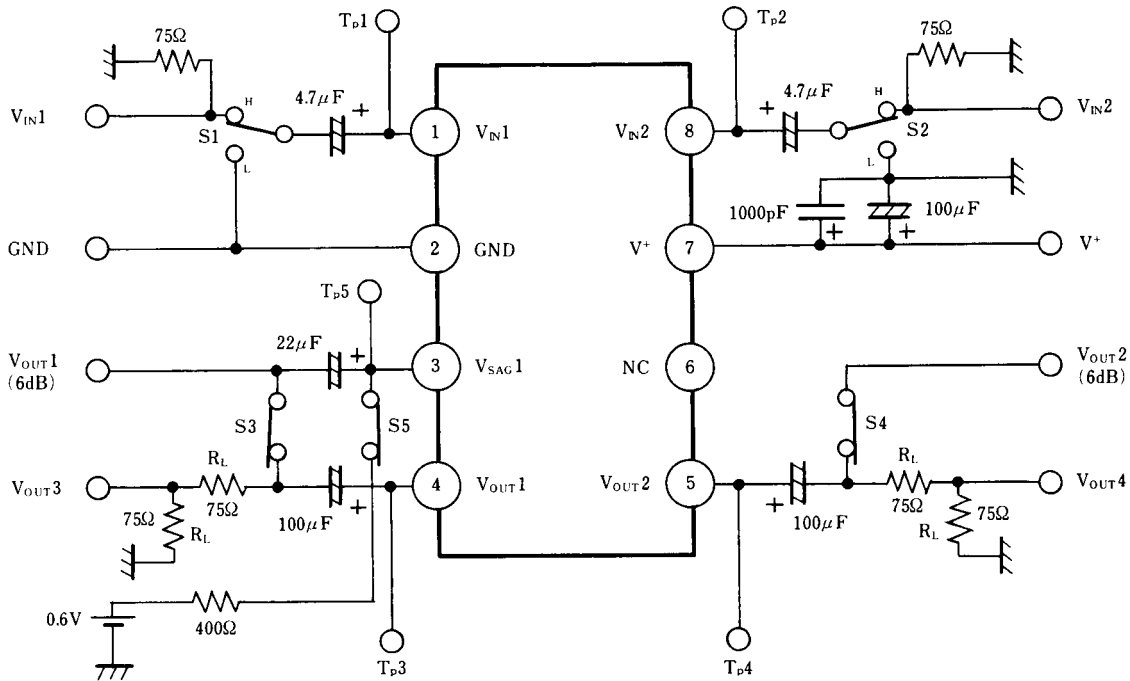 Tp1
Tp2
75Ω
75Ω
VIN1
H
S1
L
4.7μF
+
1
VIN1
VIN2
8
+
4.7μF
H
S2
L
VIN2
1000pF
+
100μF
+
GND
2
GND
V+
7
V+
Tp5
VOUT1
(6dB)
22μF
+
3
VSAG1
NC
6
VOUT2
(6dB)
S3
S5
S4
VOUT3
RL
75Ω
75Ω
RL
100μF
+
4
VOUT1
VOUT2
5
+
100μF
RL
75Ω
RL
75Ω
VOUT4
0.6V
400Ω
Tp3
Tp4